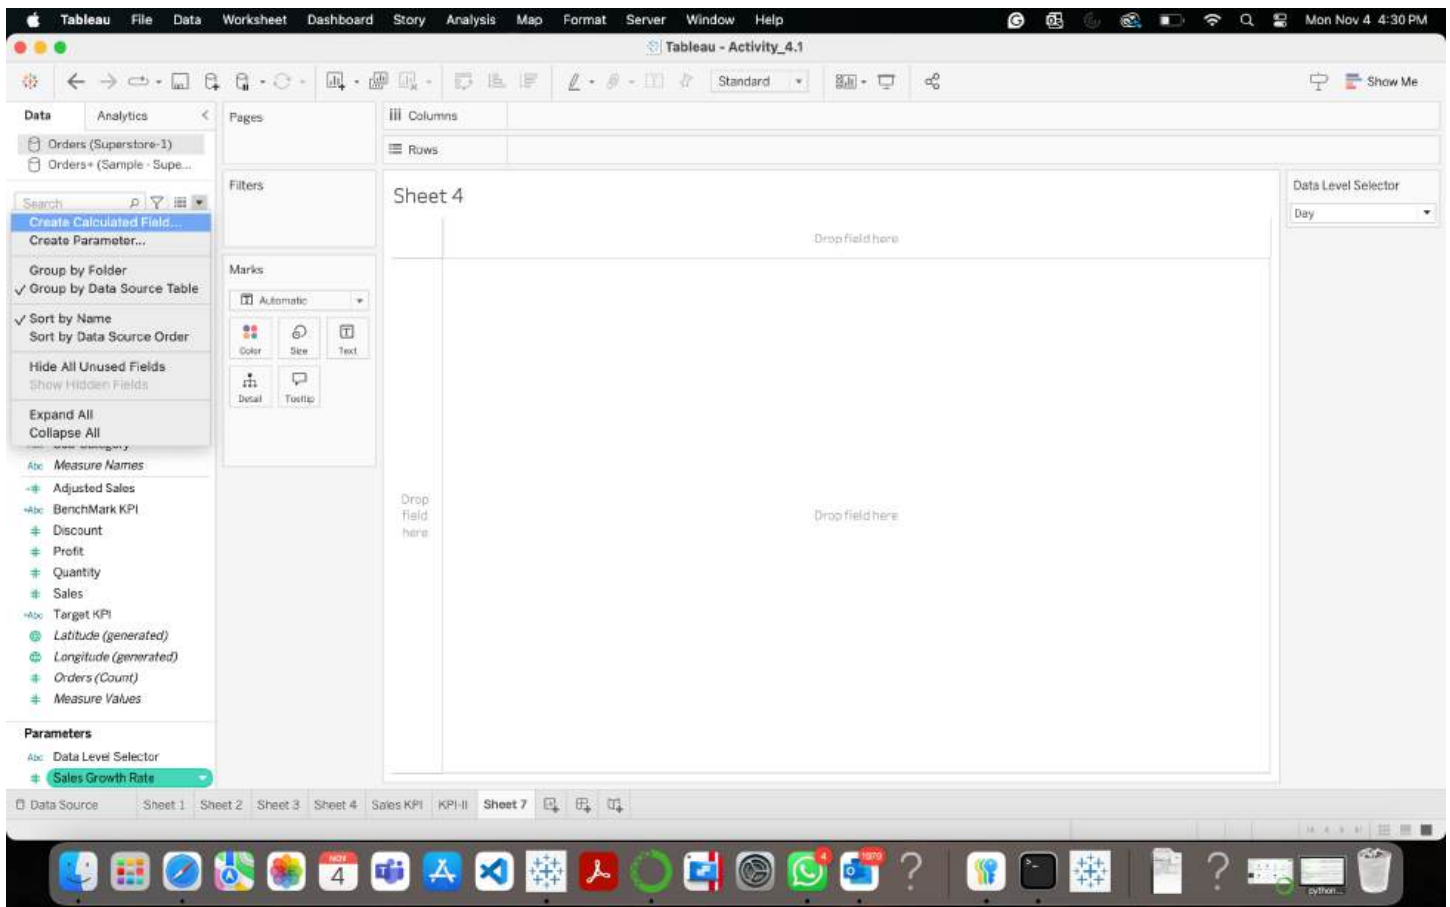 Tableau File Data Worksheet Dashboard Story Analysis Map Format Server Window Help Mon Nov 4 4:30 PM
Tableau - Activity_4.1
Standard Show Me
Data Analytics Pages Columns
Orders (Superstore-1)
Rows
Orders+ (Sample - Supe...
Filters Sheet 4 Data Level Selector
Search
Day
Create Calculated Field...
Create Parameter...
Drop field here
Group by Folder
Group by Data Source Table
Marks
Automatic
Sort by Name
Sort by Data Source Order
Color Size Text
Hide All Unused Fields
Show Hidden Fields
Detail Tooltip
Expand All
Collapse All
Abc Measure Names
Adjusted Sales
Abc BenchMark KPI
Discount
Profit
Quantity
Sales
Abc Target KPI
Latitude (generated)
Longitude (generated)
Orders (Count)
Measure Values
Drop
field
here
Drop field here
Parameters
Abc Data Level Selector
Sales Growth Rate
Data Source Sheet 1 Sheet 2 Sheet 3 Sheet 4 Sales KPI KPI-II Sheet 7
NOV
4
4
1979
python...